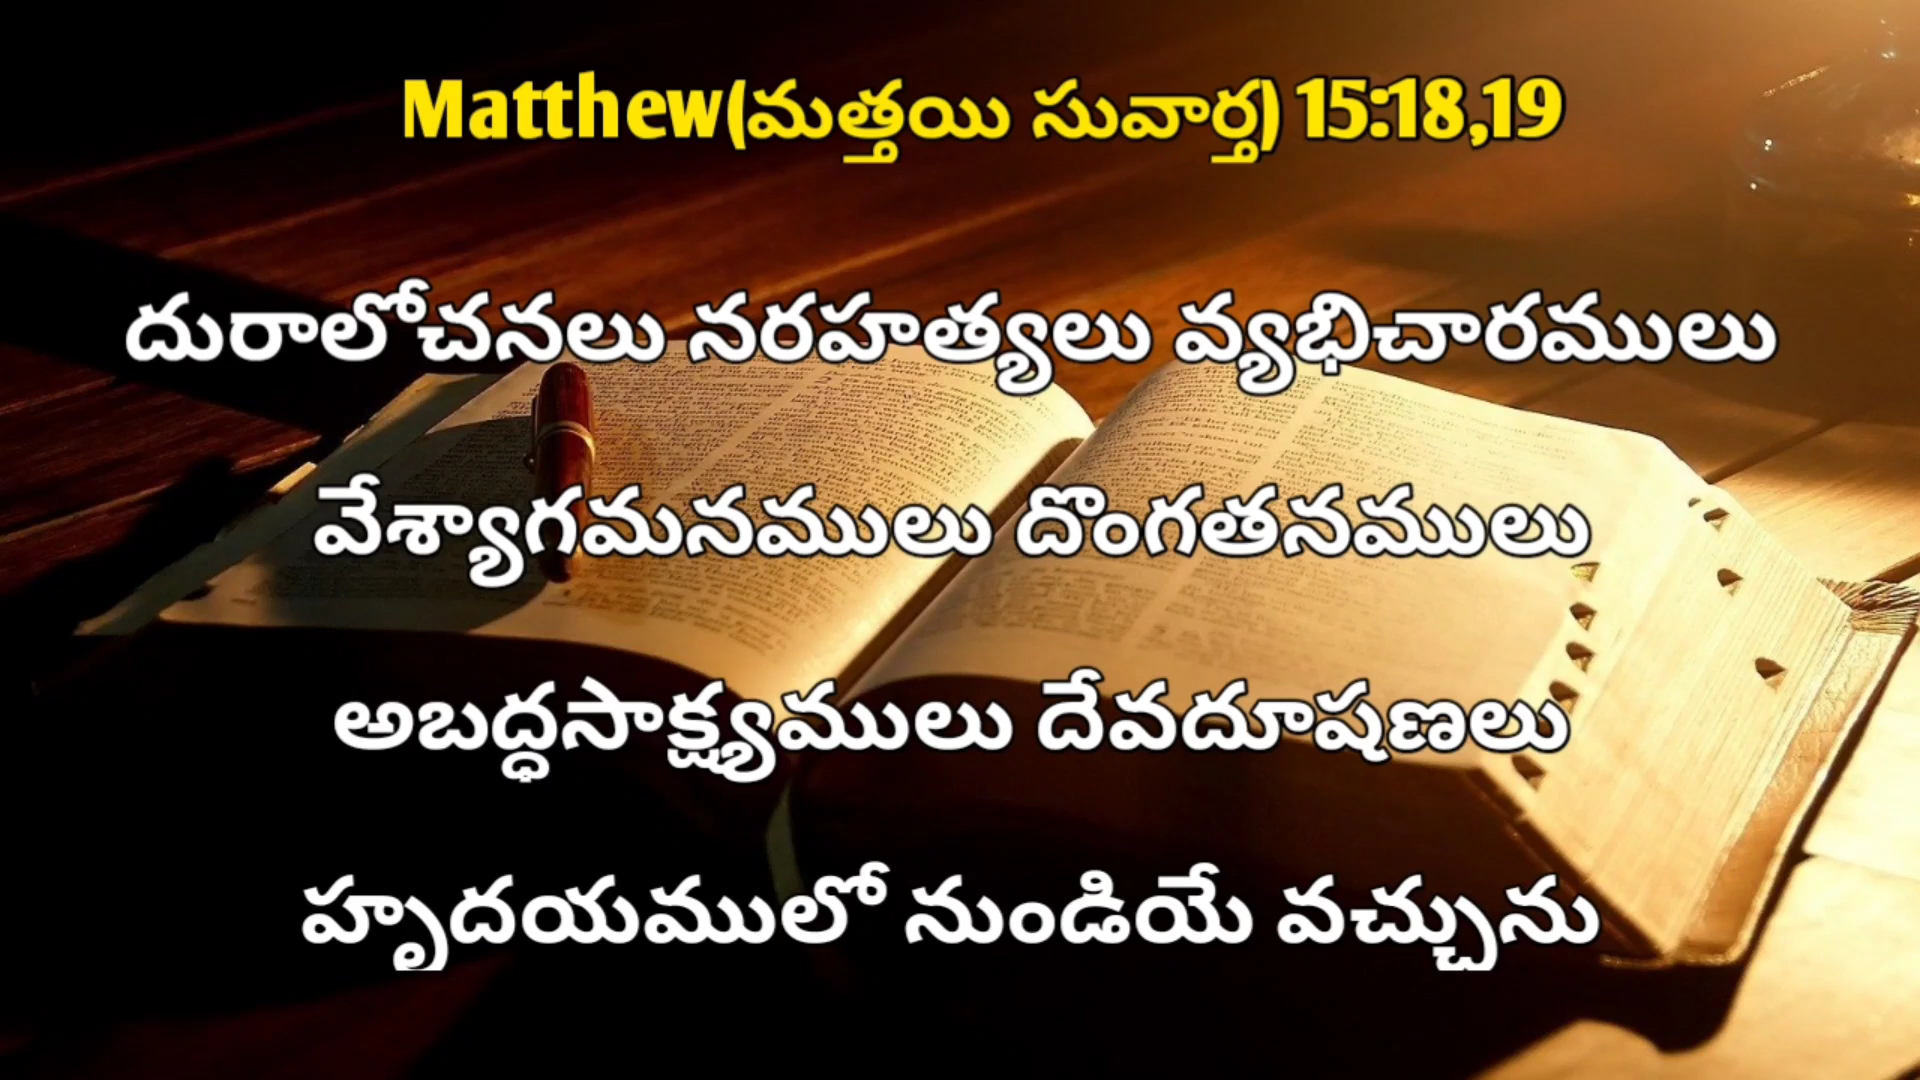 Matthew(మత్తయి సువార్త) 15:18,19
దురాలోచనలు నరహత్యలు వ్యభిచారములు
వేశ్యాగమనములు దొంగతనములు
అబద్ధసాక్ష్యములు దేవదూషణలు
హృదయములో నుండియే వచ్చును